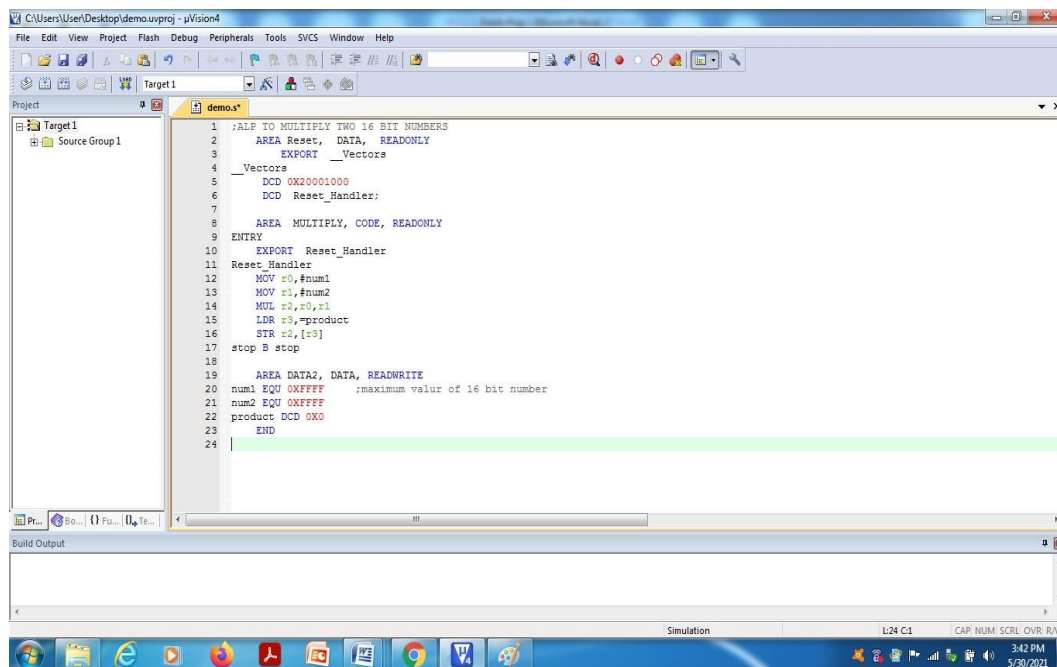 C:\Users\User\Desktop\demo.uvproj - µVision4
File Edit View Project Flash Debug Peripherals Tools SVCS Window Help
Target 1
Project
demo.s*
Target 1
Source Group 1
1 ;ALP TO MULTIPLY TWO 16 BIT NUMBERS
2 AREA Reset, DATA, READONLY
3 EXPORT __Vectors
4 __Vectors
5 DCD 0X20001000
6 DCD Reset_Handler;
7
8 AREA MULTIPLY, CODE, READONLY
9 ENTRY
10 EXPORT Reset_Handler
11 Reset_Handler
12 MOV r0,#num1
13 MOV r1,#num2
14 MUL r2,r0,r1
15 LDR r3,=product
16 STR r2,[r3]
17 stop B stop
18
19 AREA DATA2, DATA, READWRITE
20 num1 EQU 0XFFFF ;maximum valur of 16 bit number
21 num2 EQU 0XFFFF
22 product DCD 0X0
23 END
24
Pr... Bo... {} Fu... Te...
Build Output
Simulation L:24 C:1 CAP NUM SCRL OVR R/
3:42 PM
5/30/2021